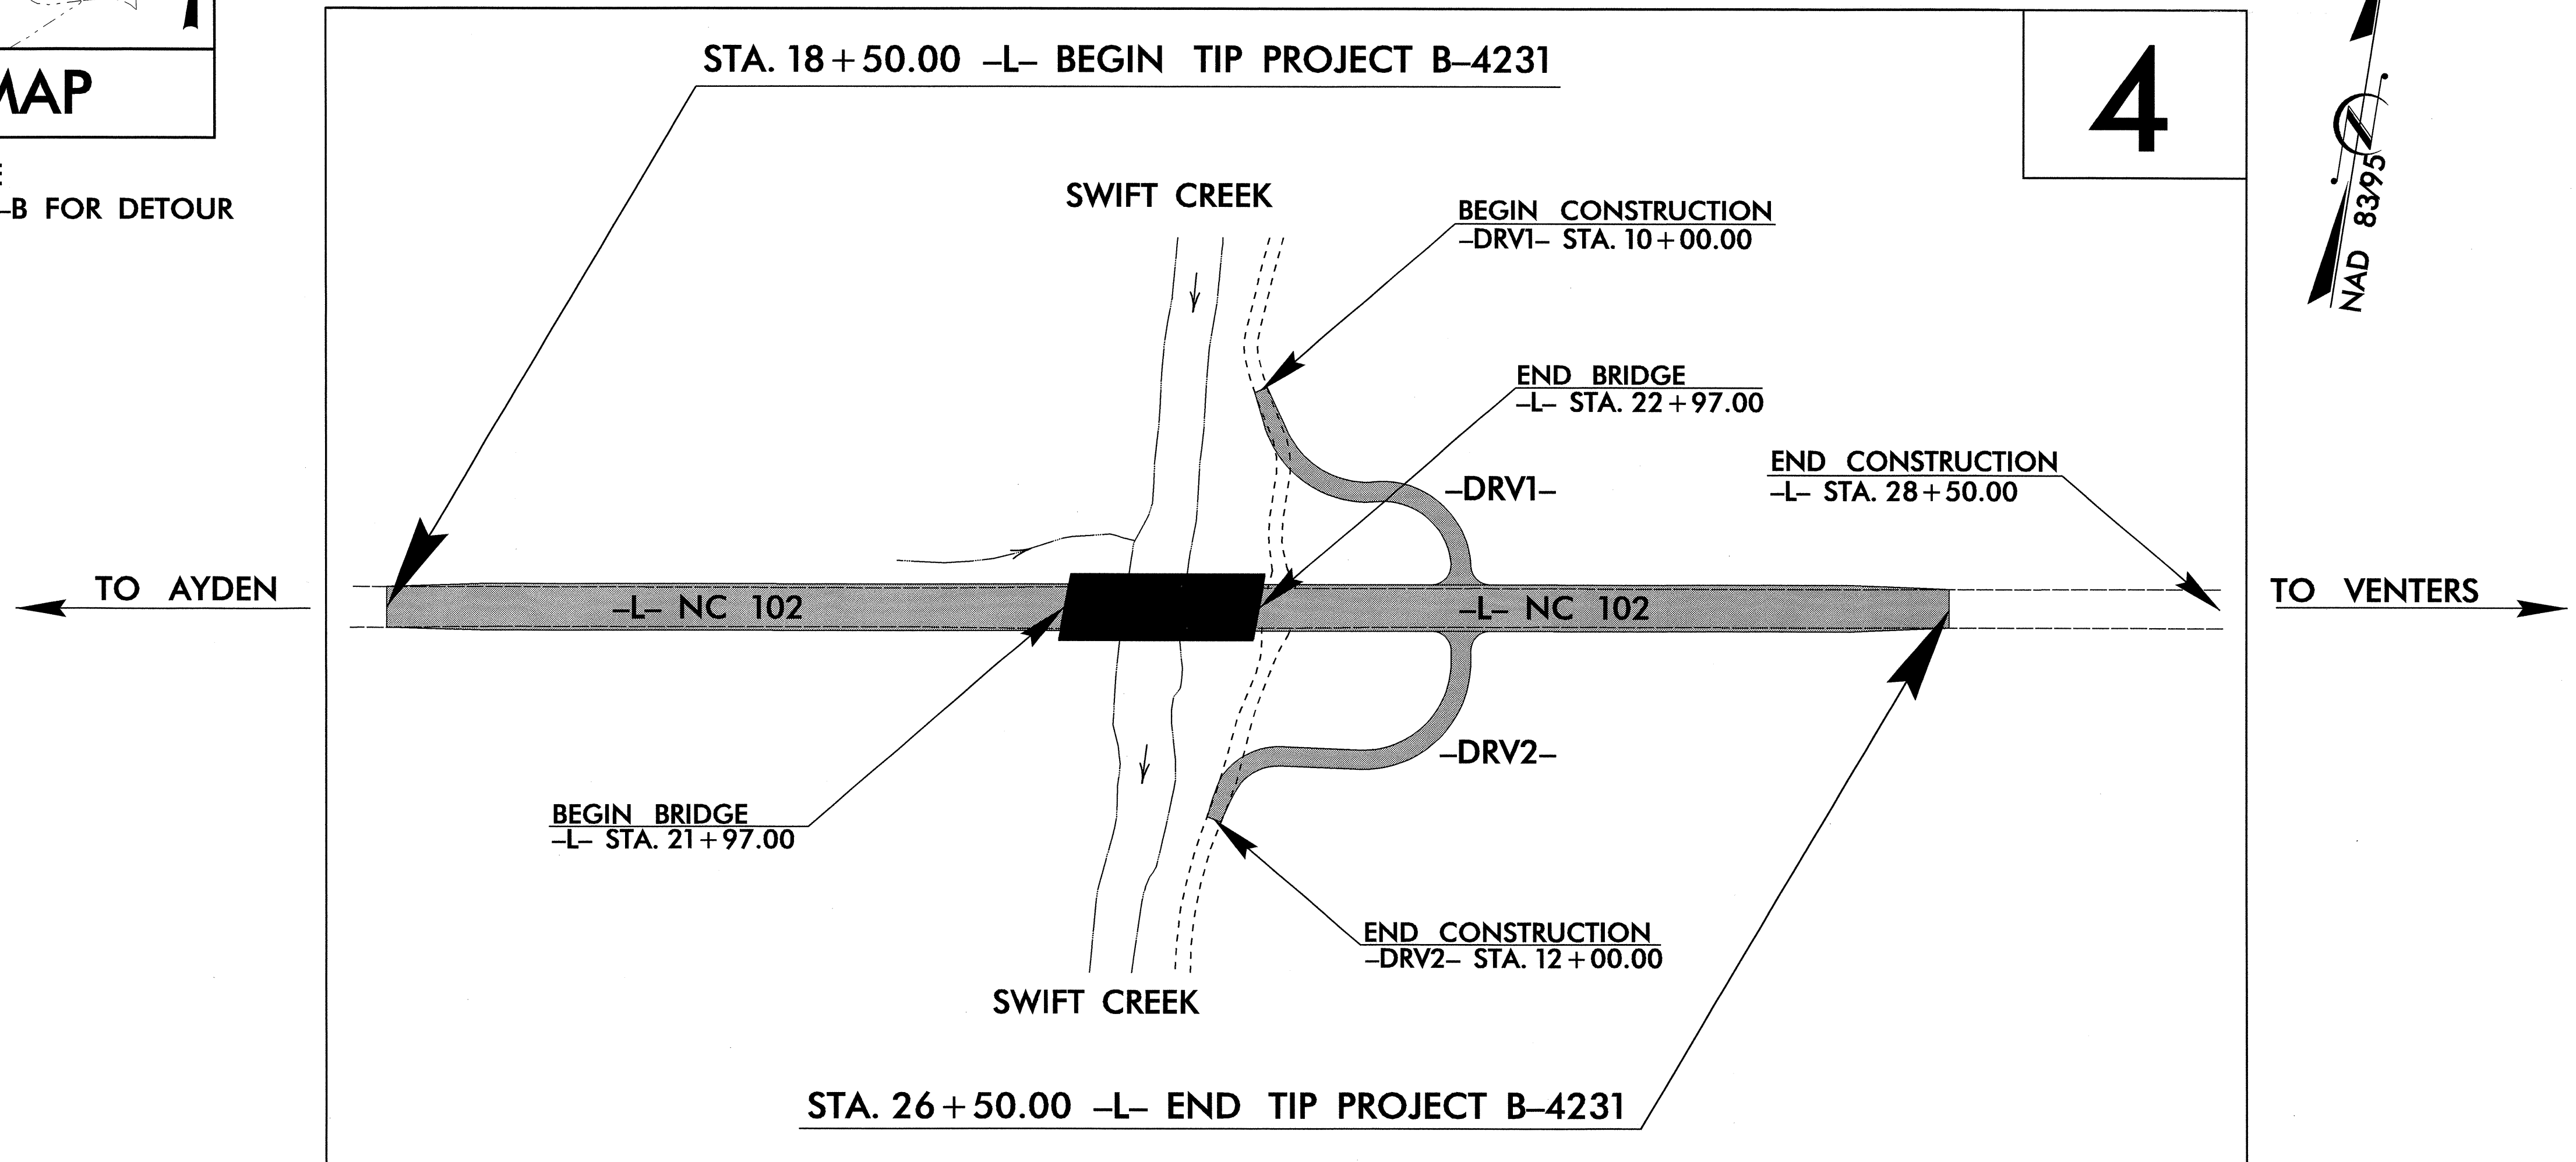 MAP
–B FOR DETOUR
STA. 18+50.00 –L– BEGIN TIP PROJECT B–4231
4
NAD 83/95
SWIFT CREEK
BEGIN CONSTRUCTION
–DRV1– STA. 10+00.00
END BRIDGE
–L– STA. 22+97.00
END CONSTRUCTION
–L– STA. 28+50.00
–DRV1–
TO AYDEN
–L– NC 102
–L– NC 102
TO VENTERS
–DRV2–
BEGIN BRIDGE
–L– STA. 21+97.00
END CONSTRUCTION
–DRV2– STA. 12+00.00
SWIFT CREEK
STA. 26+50.00 –L– END TIP PROJECT B–4231